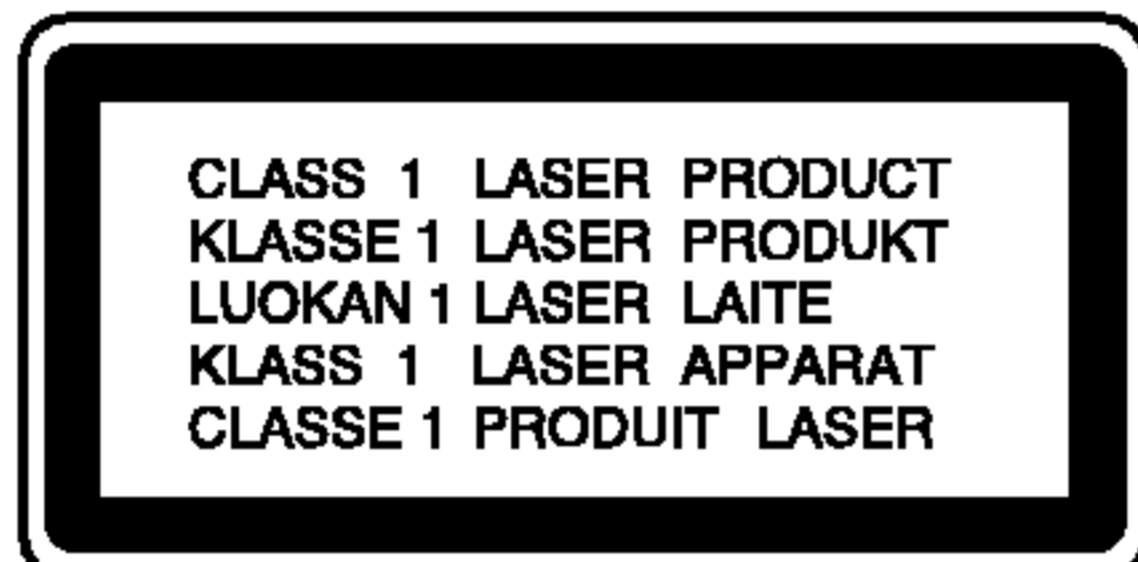 CLASS 1 LASER PRODUCT
KLASSE 1 LASER PRODUKT
LUOKAN 1 LASER LAITE
KLASS 1 LASER APPARAT
CLASSE 1 PRODUIT LASER